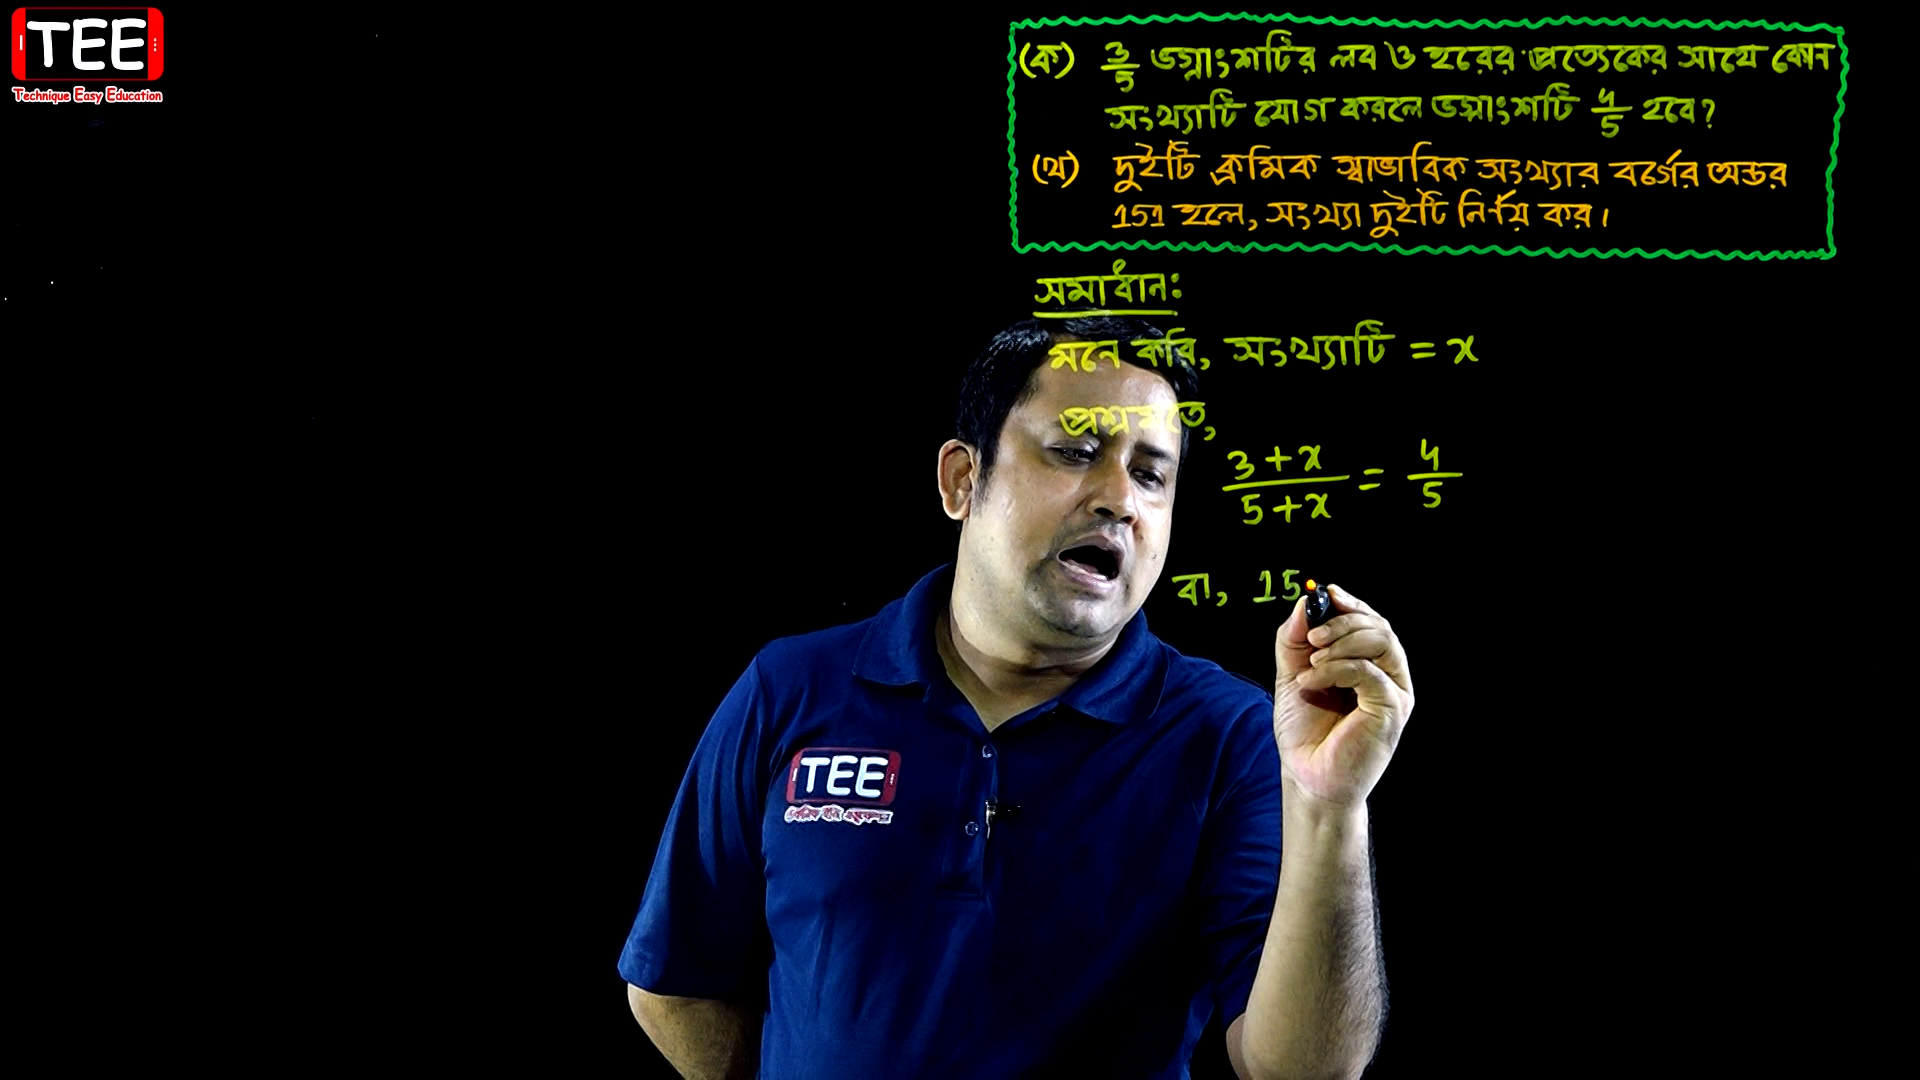 TEE
Technique Easy Education
(ক) 3/5 ভগ্নাংশটির লব ও হরের প্রত্যেকের সাথে কোন
সংখ্যাটি যোগ করলে ভগ্নাংশটি 4/5 হবে?
(খ) দুইটি ক্রমিক স্বাভাবিক সংখ্যার বর্গের অন্তর
151 হলে, সংখ্যা দুইটি নির্ণয় কর।
সমাধান:
মনে করি, সংখ্যাটি = x
প্রশ্নমতে,
3+x/5+x = 4/5
বা, 15
TEE